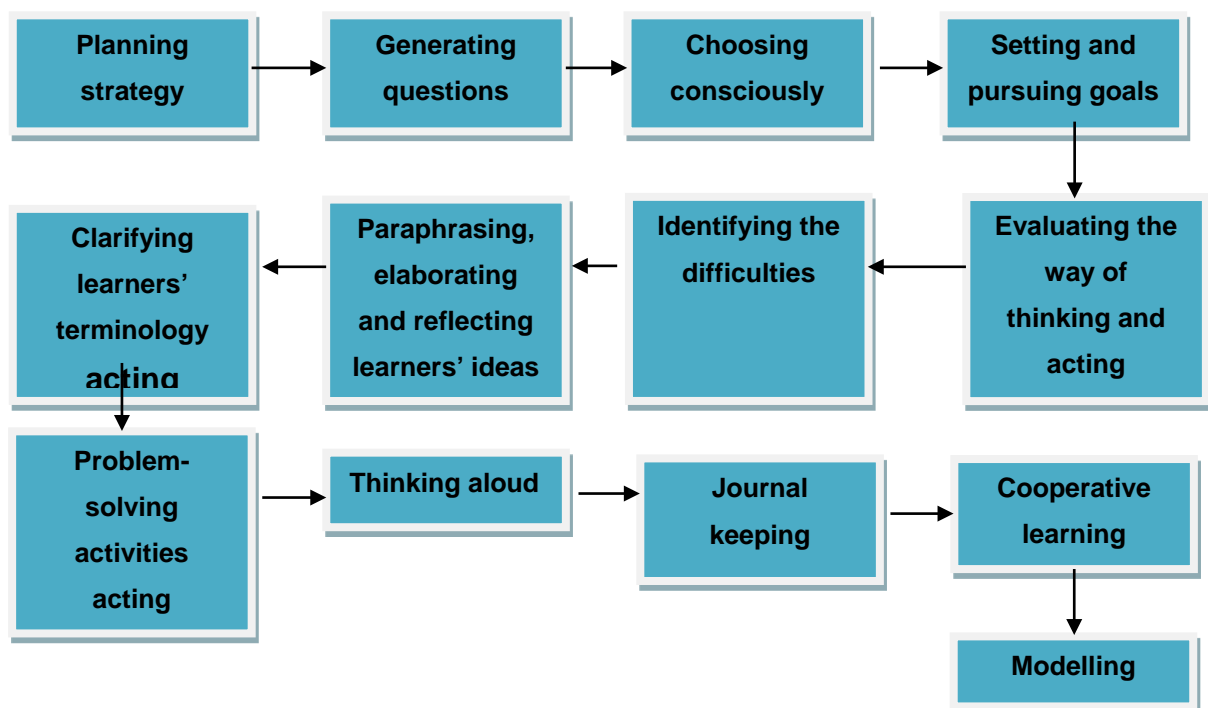 Planning
strategy
Generating
questions
Choosing
consciously
Setting and
pursuing goals
Evaluating the
way of
thinking and
acting
Identifying the
difficulties
Paraphrasing,
elaborating
and reflecting
learners’ ideas
Clarifying
learners’
terminology
acting
Problem-
solving
activities
acting
Thinking aloud
Journal
keeping
Cooperative
learning
Modelling